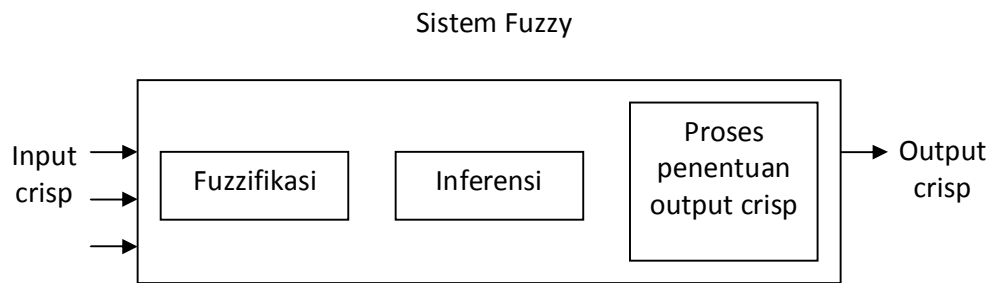 Sistem Fuzzy
Input
crisp
Fuzzifikasi
Inferensi
Proses
penentuan
output crisp
Output
crisp